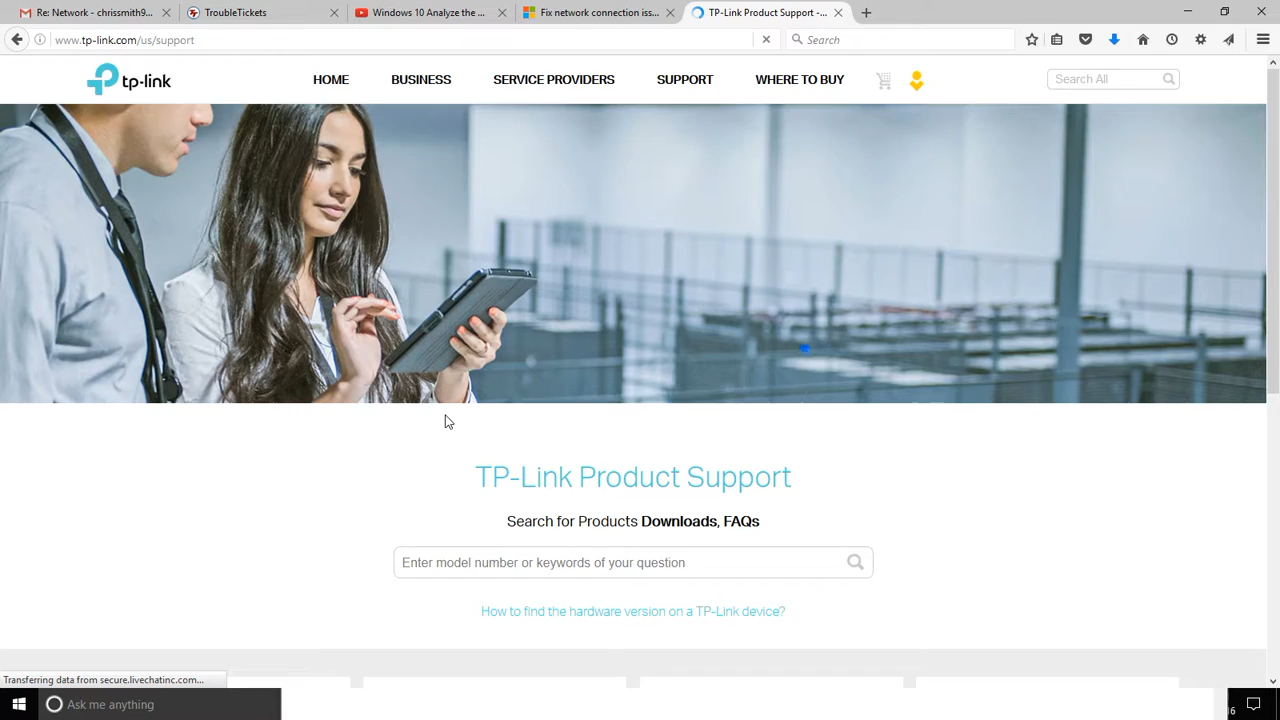 Re: Network - chrissmith9...
TroubleTickets
Windows 10 Analyze the ...
Fix network connection iss...
TP-Link Product Support -...
www.tp-link.com/us/support
Search
tp-link
HOME
BUSINESS
SERVICE PROVIDERS
SUPPORT
WHERE TO BUY
Search All
TP-Link Product Support
Search for Products Downloads, FAQs
Enter model number or keywords of your question
How to find the hardware version on a TP-Link device?
Transferring data from secure.livechatinc.com...
Ask me anything
16